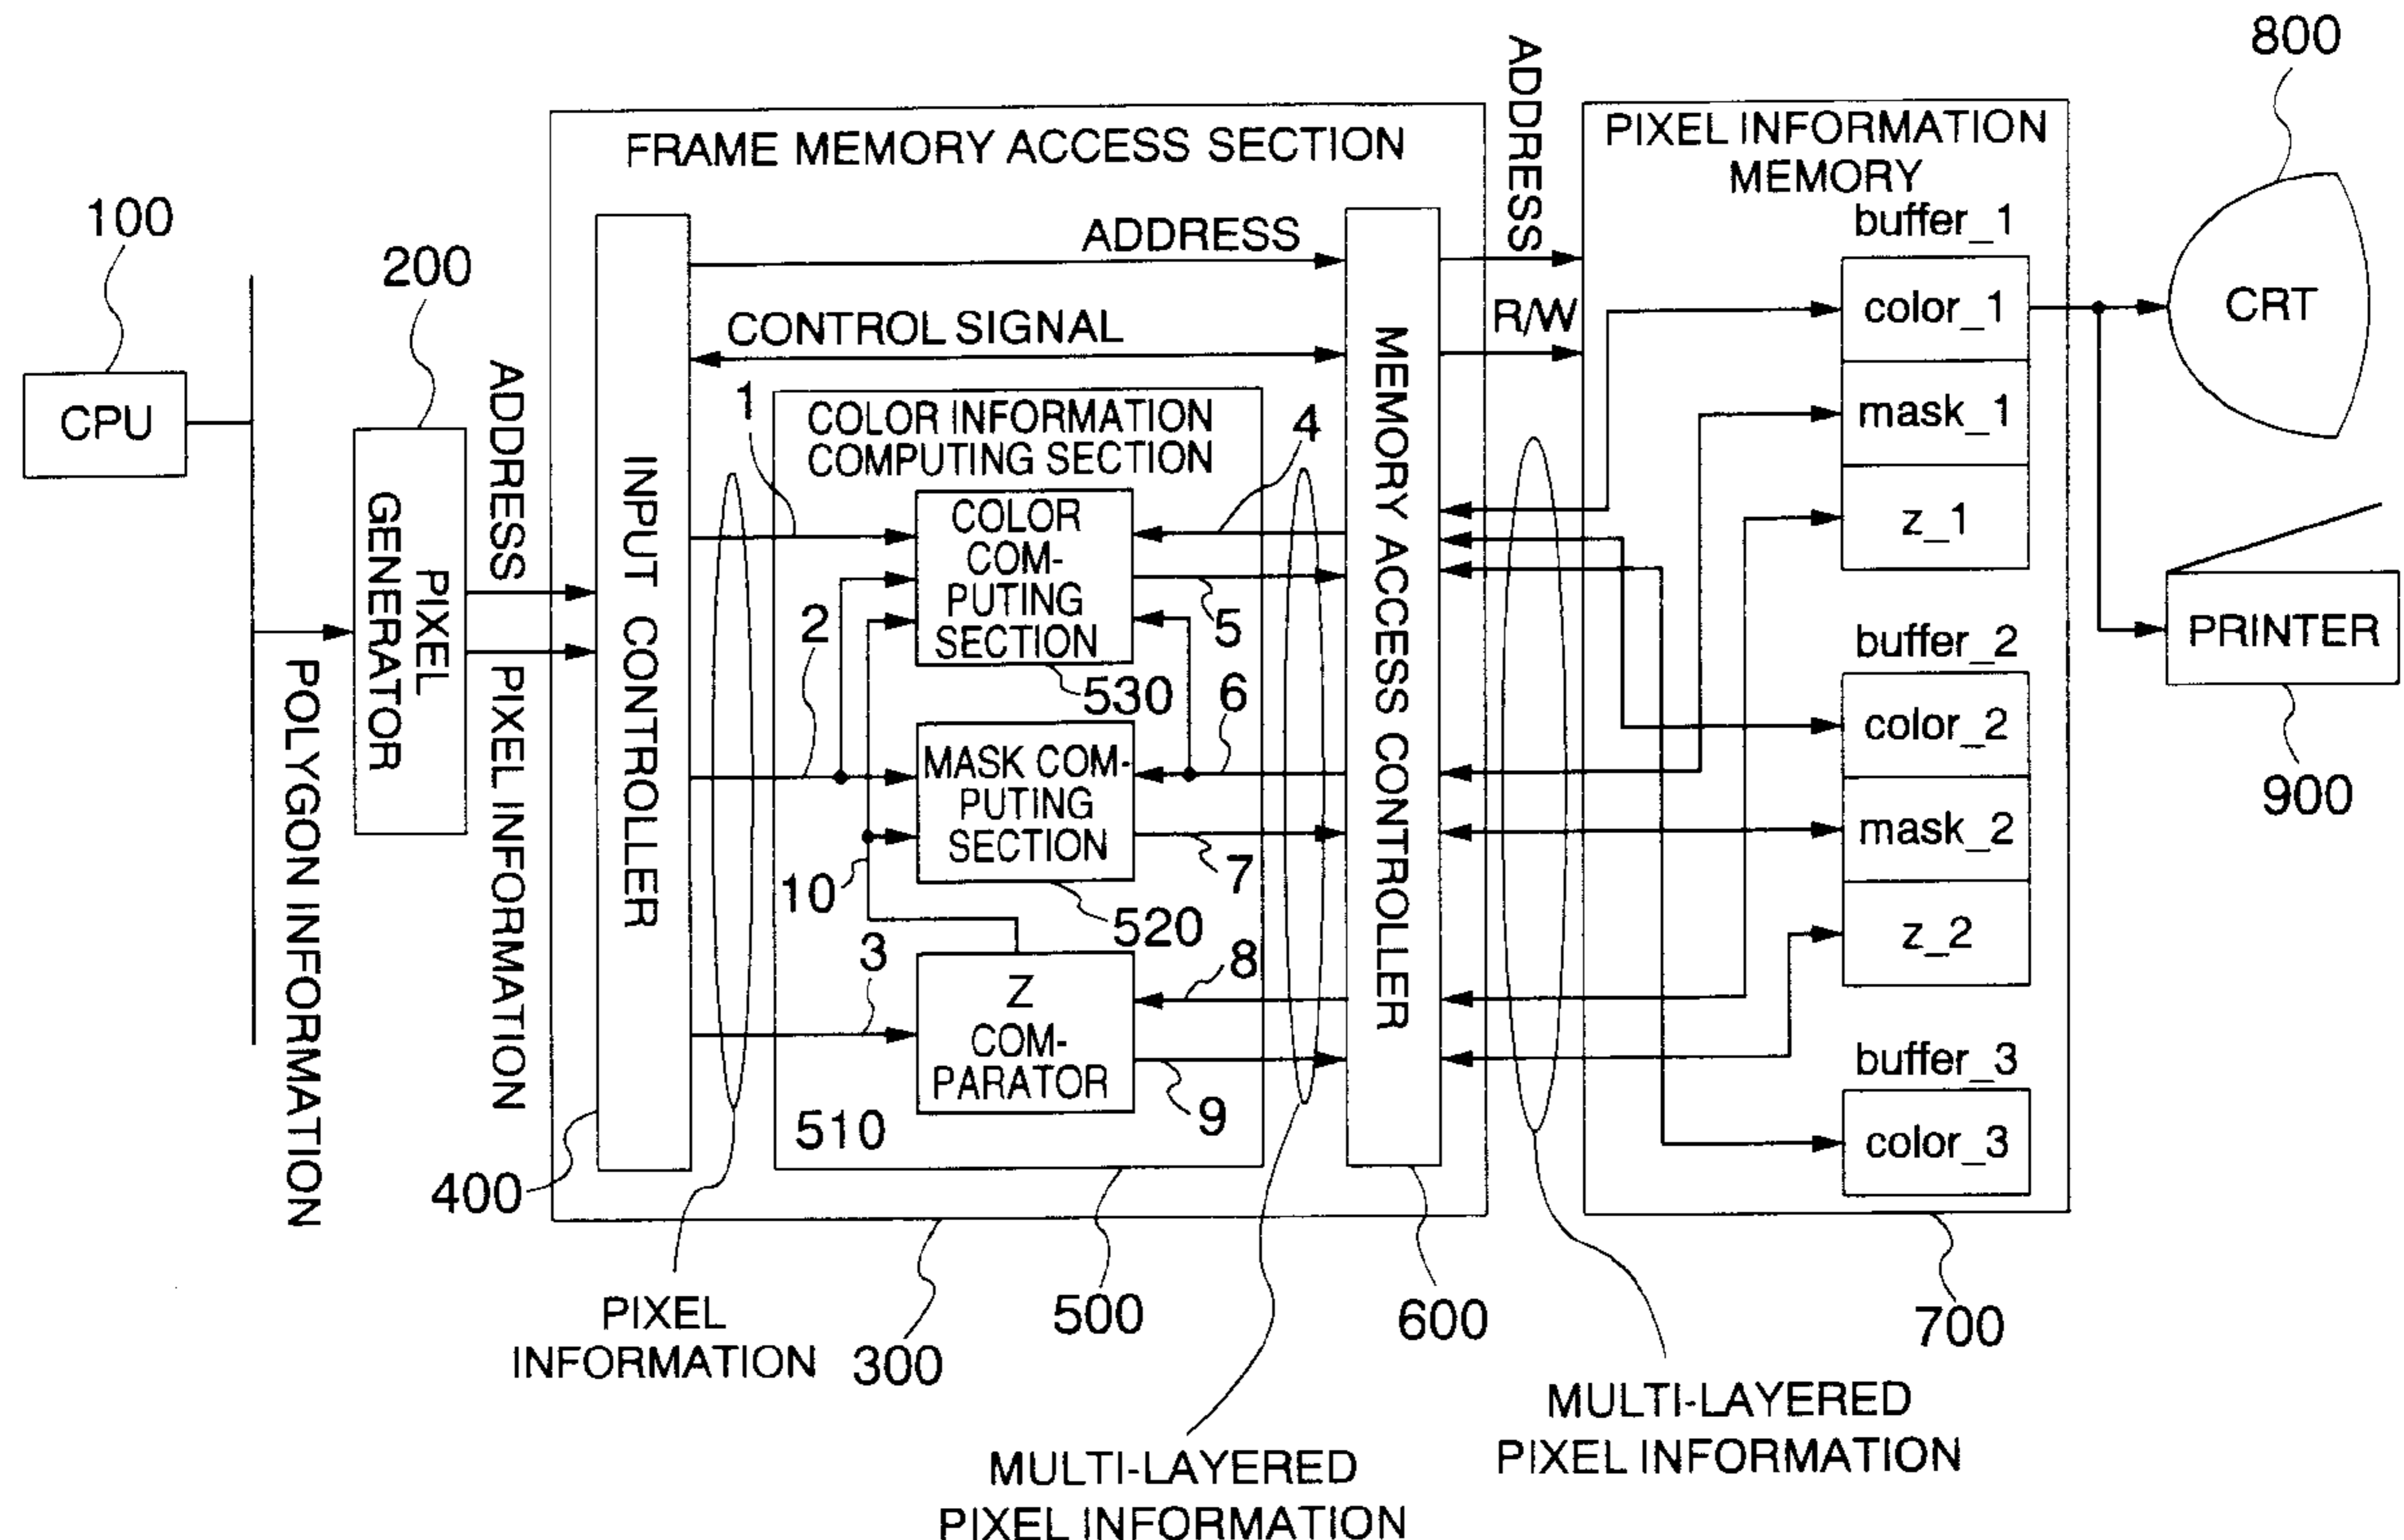 800
ADDRESS
FRAME MEMORY ACCESS SECTION
PIXEL INFORMATION
MEMORY
100
200
ADDRESS
buffer_1
color_1
CRT
CONTROL SIGNAL
R/W
CPU
ADDRESS
1
COLOR INFORMATION
COMPUTING SECTION
4
mask_1
PIXEL
GENERATOR
INPUT CONTROLLER
COLOR
COM-
PUTING
SECTION
MEMORY ACCESS CONTROLLER
z_1
2
5
530
6
buffer_2
PRINTER
900
POLYGON INFORMATION
PIXEL INFORMATION
MASK COM-
PUTING
SECTION
color_2
mask_2
z_2
10
7
520
3
8
Z
COM-
PARATOR
9
510
buffer_3
color_3
400
300
500
600
700
PIXEL
INFORMATION
MULTI-LAYERED
PIXEL INFORMATION
MULTI-LAYERED
PIXEL INFORMATION